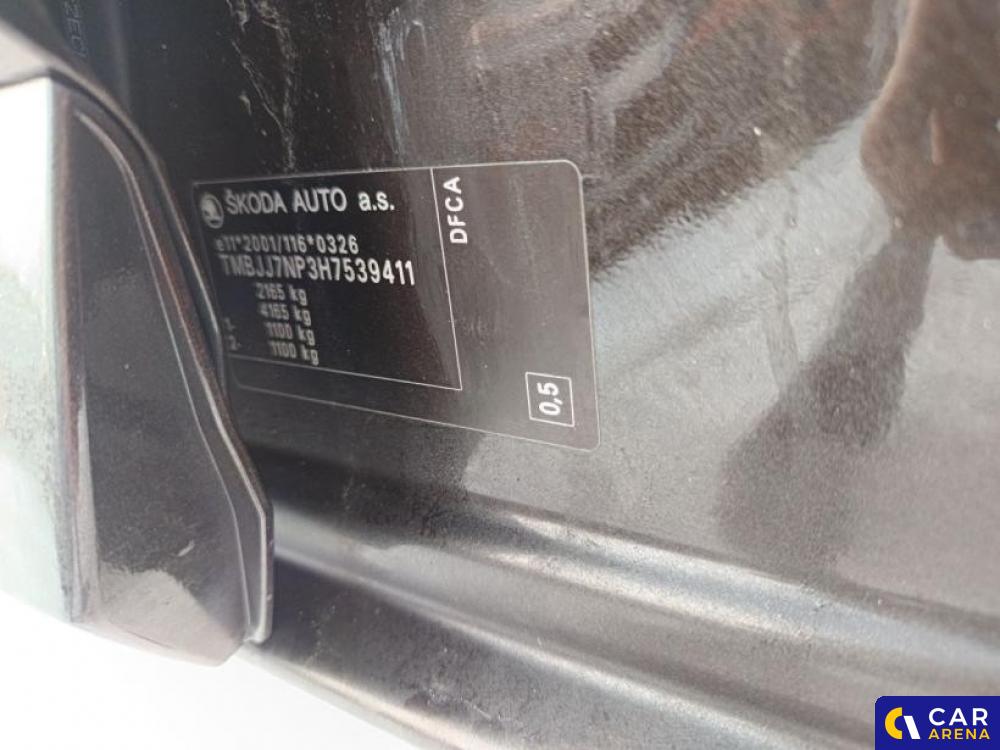 ŠKODA AUTO a.s.
DFCA
e11*2001/116*0326
TMBJJ7NP3H7539411
2165 kg
4165 kg
1- 1100 kg
2- 1100 kg
0,5
CAR
ARENA